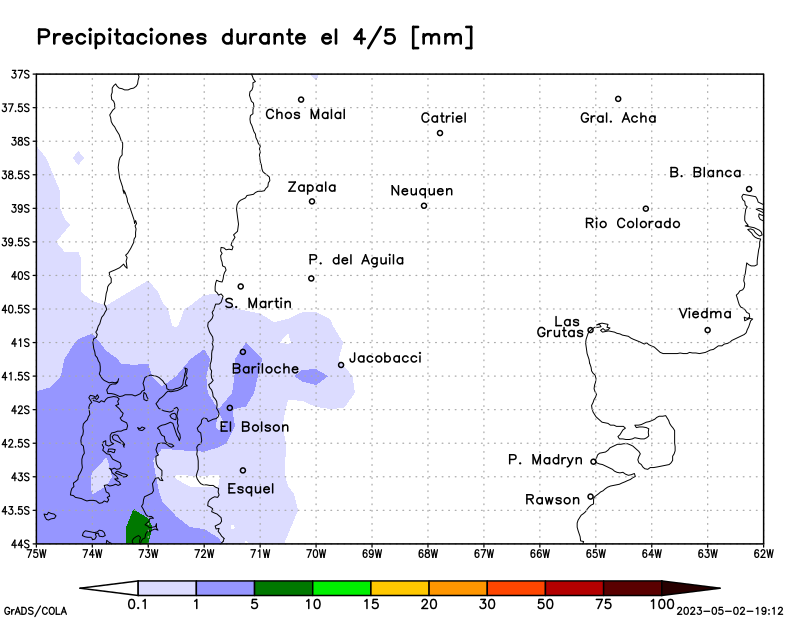 Precipitaciones durante el 4/5 [mm]
37S
37.5S
38S
38.5S
39S
39.5S
40S
40.5S
41S
41.5S
42S
42.5S
43S
43.5S
44S
Chos Malal
Catriel
Gral. Acha
B. Blanca
Zapala
Neuquen
Rio Colorado
P. del Aguila
S. Martin
Viedma
Las
Grutas
Jacobacci
Bariloche
El Bolson
P. Madryn
Esquel
Rawson
75W 74W 73W 72W 71W 70W 69W 68W 67W 66W 65W 64W 63W 62W
0.1 1 5 10 15 20 30 50 75 100
GrADS/COLA
2023-05-02-19:12